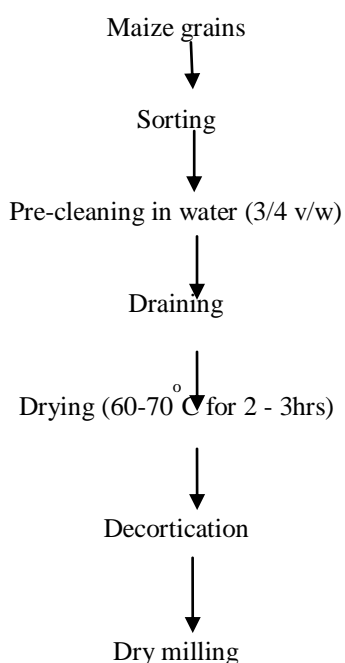 Maize grains
Sorting
Pre-cleaning in water (3/4 v/w)
Draining
Drying (60-70°C for 2 - 3hrs)
Decortication
Dry milling